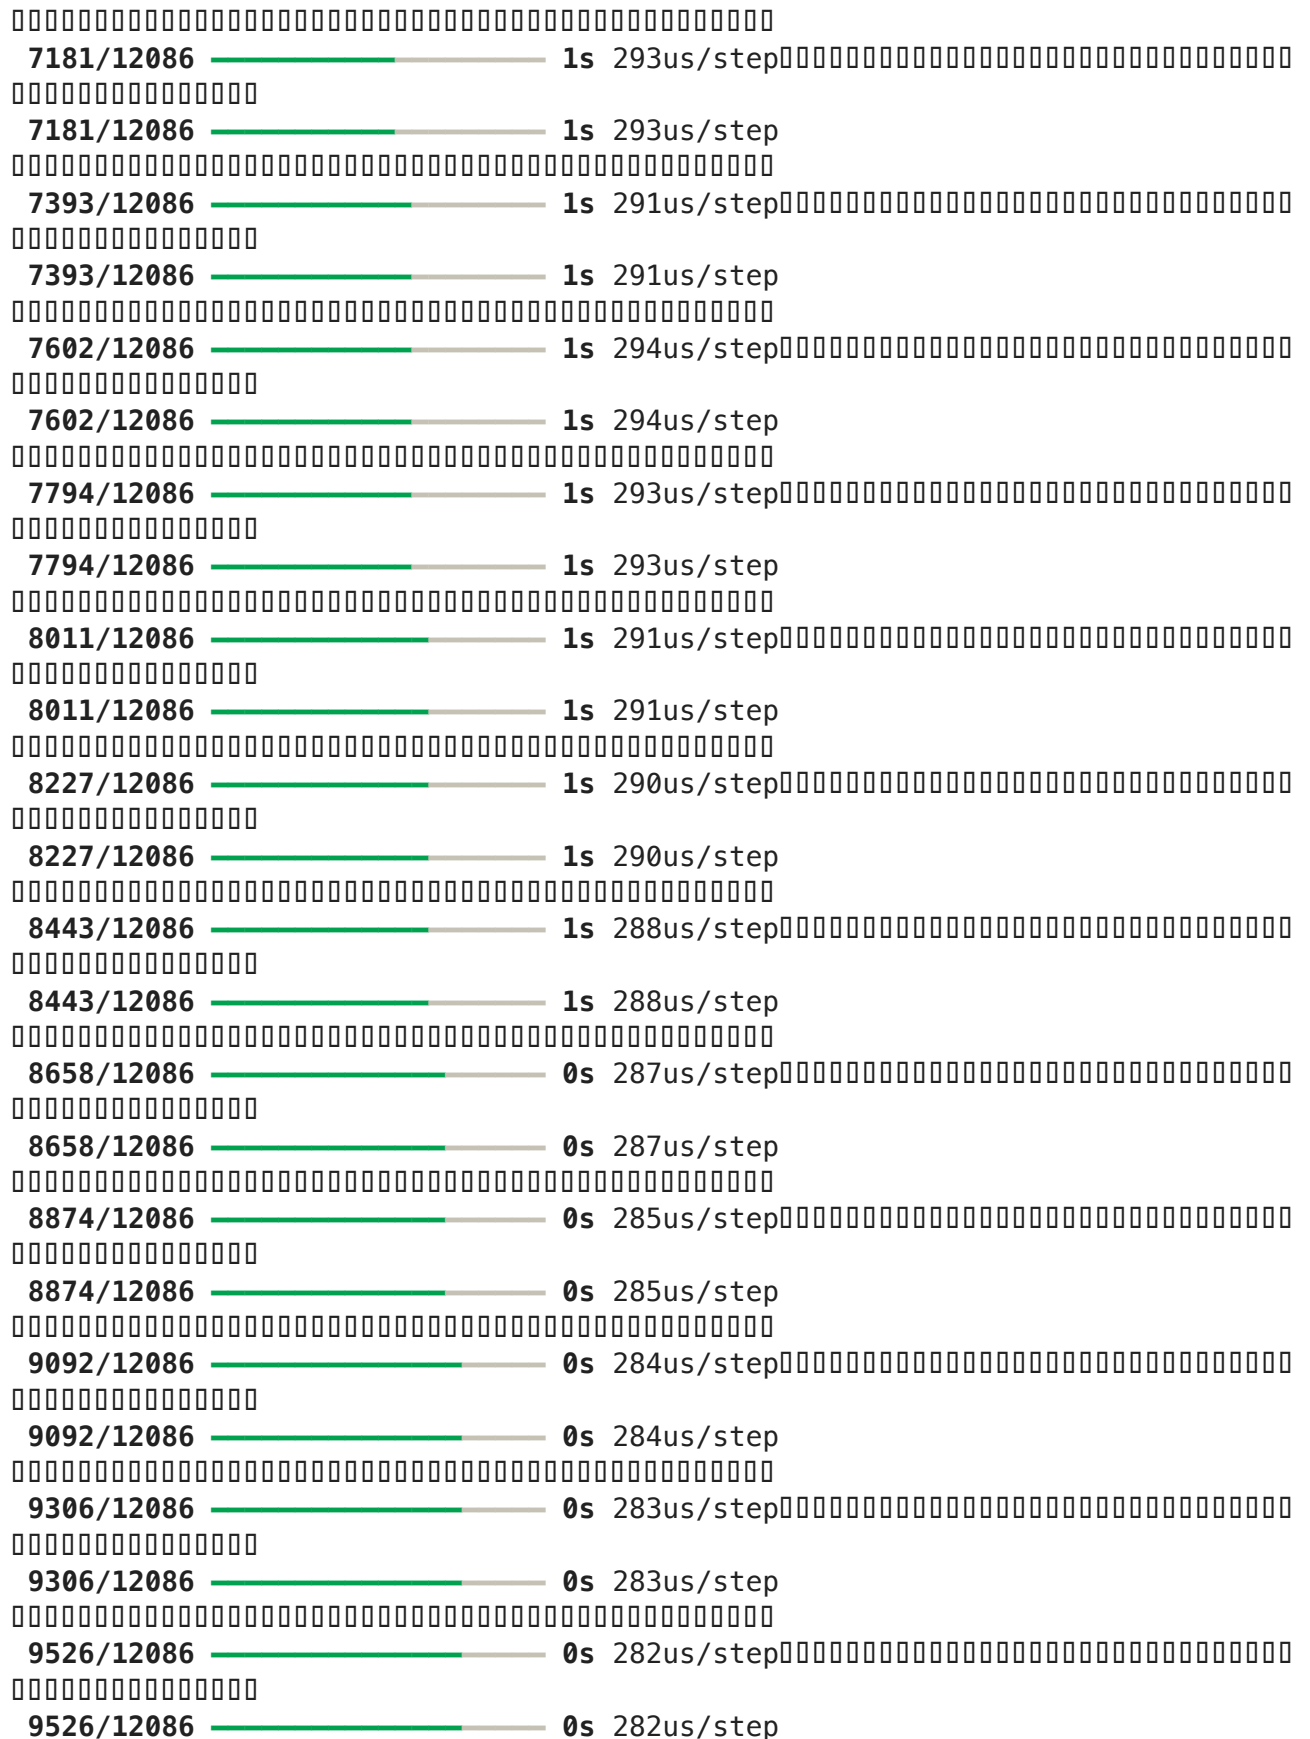 7181/12086 1s 293us/step
7181/12086 1s 293us/step
7393/12086 1s 291us/step
7393/12086 1s 291us/step
7602/12086 1s 294us/step
7602/12086 1s 294us/step
7794/12086 1s 293us/step
7794/12086 1s 293us/step
8011/12086 1s 291us/step
8011/12086 1s 291us/step
8227/12086 1s 290us/step
8227/12086 1s 290us/step
8443/12086 1s 288us/step
8443/12086 1s 288us/step
8658/12086 0s 287us/step
8658/12086 0s 287us/step
8874/12086 0s 285us/step
8874/12086 0s 285us/step
9092/12086 0s 284us/step
9092/12086 0s 284us/step
9306/12086 0s 283us/step
9306/12086 0s 283us/step
9526/12086 0s 282us/step
9526/12086 0s 282us/step